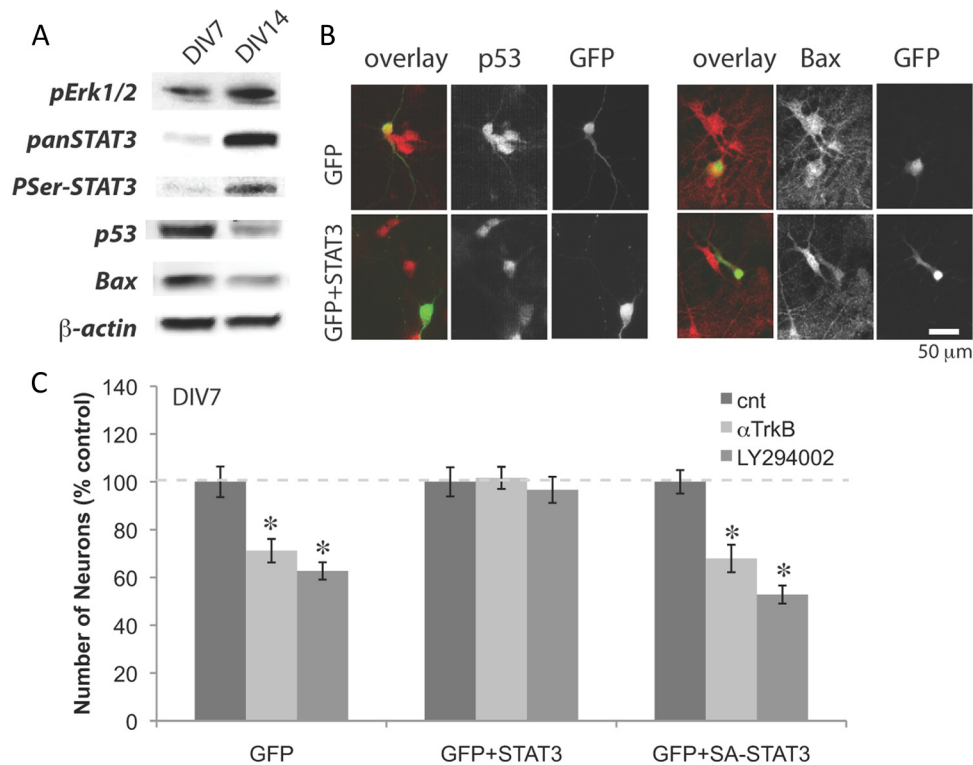 A
DIV7 DIV14
pErk1/2
panSTAT3
PSer-STAT3
p53
Bax
β-actin
B
overlay p53 GFP
overlay Bax GFP
GFP
GFP+STAT3
50 μm
C
DIV7
cnt
αTrkB
LY294002
Number of Neurons (% control)
140
120
100
80
60
40
20
0
* *
* *
GFP GFP+STAT3 GFP+SA-STAT3